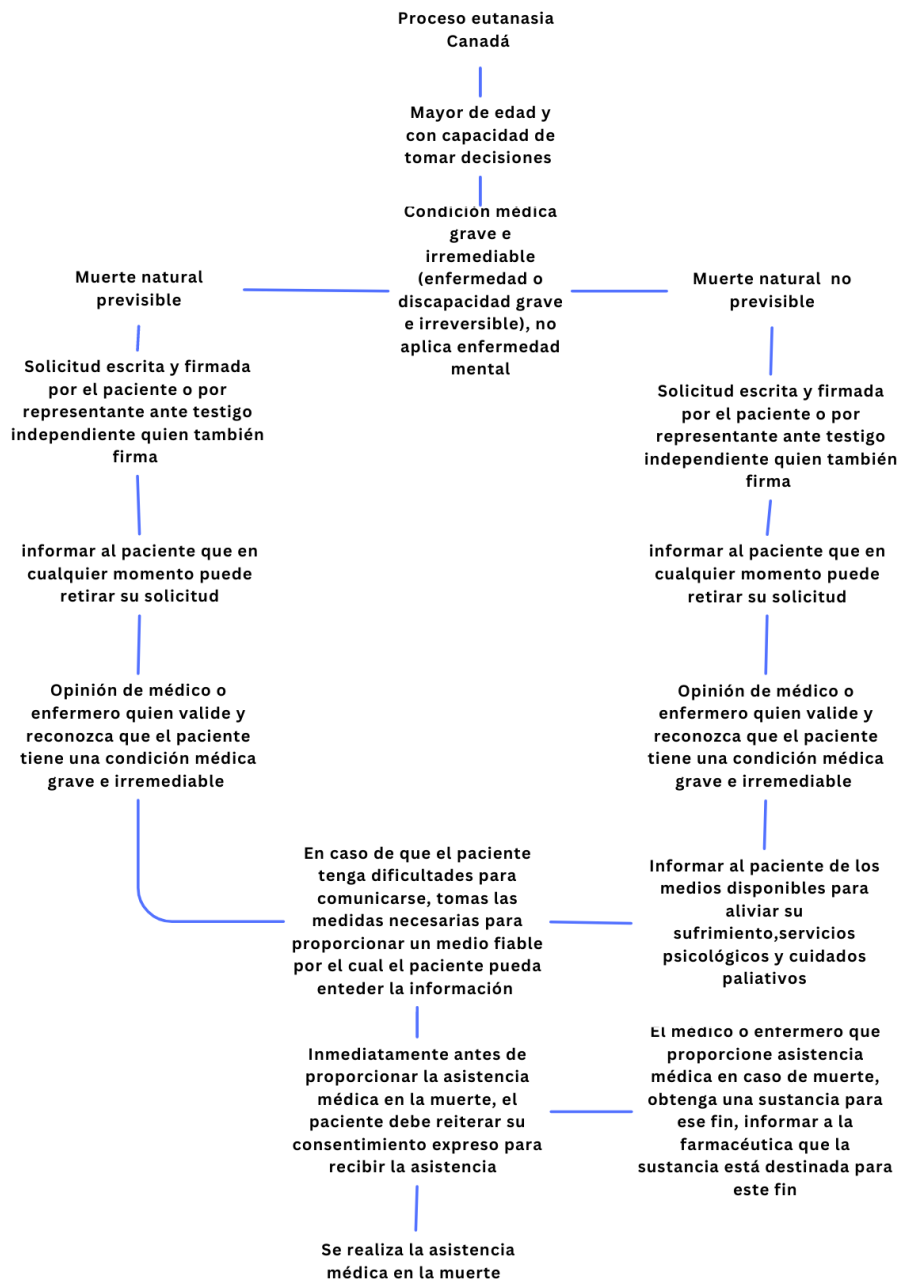 Proceso eutanasia
Canadá
Mayor de edad y
con capacidad de
tomar decisiones
Condición médica
grave e
irremediable
(enfermedad o
discapacidad grave
e irreversible), no
aplica enfermedad
mental
Muerte natural
previsible
Solicitud escrita y firmada
por el paciente o por
representante ante testigo
independiente quien también
firma
informar al paciente que en
cualquier momento puede
retirar su solicitud
Opinión de médico o
enfermero quien valide y
reconozca que el paciente
tiene una condición médica
grave e irremediable
Muerte natural no
previsible
Solicitud escrita y firmada
por el paciente o por
representante ante testigo
independiente quien también
firma
informar al paciente que en
cualquier momento puede
retirar su solicitud
Opinión de médico o
enfermero quien valide y
reconozca que el paciente
tiene una condición médica
grave e irremediable
Informar al paciente de los
medios disponibles para
aliviar su
sufrimiento,servicios
psicológicos y cuidados
paliativos
En caso de que el paciente
tenga dificultades para
comunicarse, tomas las
medidas necesarias para
proporcionar un medio fiable
por el cual el paciente pueda
enteder la información
Inmediatamente antes de
proporcionar la asistencia
médica en la muerte, el
paciente debe reiterar su
consentimiento expreso para
recibir la asistencia
El médico o enfermero que
proporcione asistencia
médica en caso de muerte,
obtenga una sustancia para
ese fin, informar a la
farmacéutica que la
sustancia está destinada para
este fin
Se realiza la asistencia
médica en la muerte